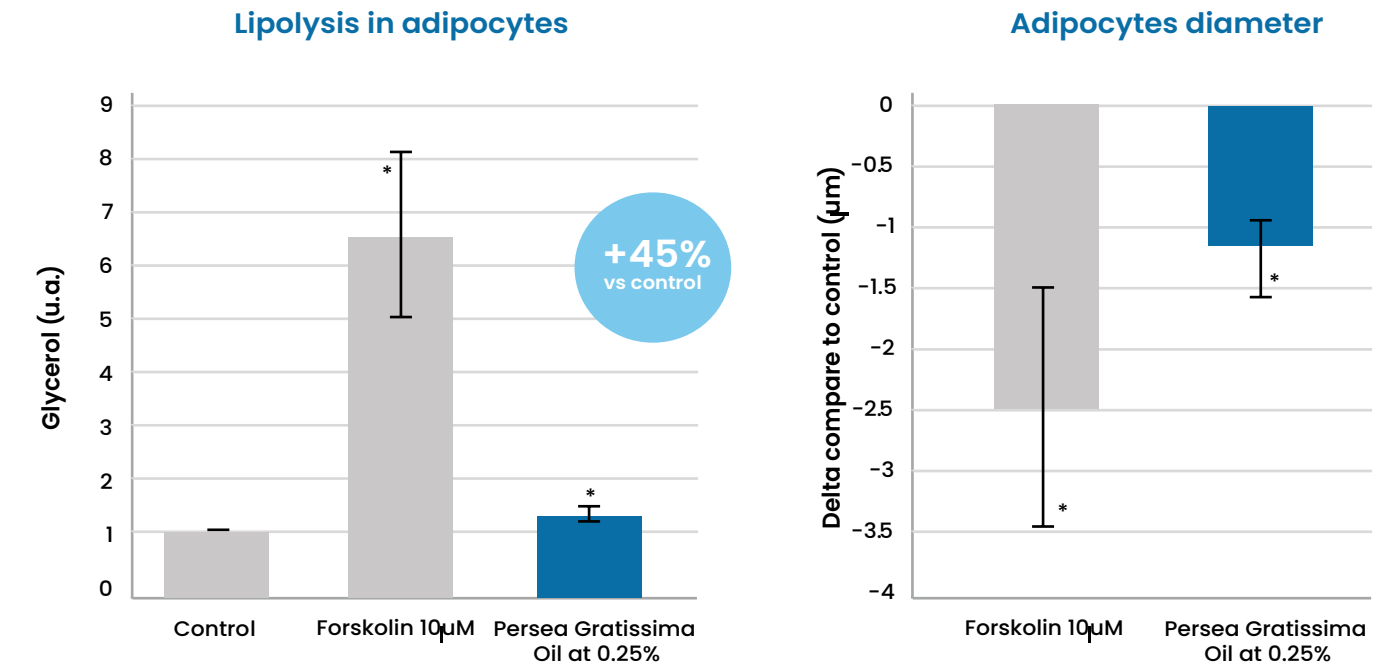 Lipolysis in adipocytes
Glycerol (u.a.)
9
8
7
6
5
4
3
2
1
0
*
*
+45%
vs control
Control
Forskolin 10µM
Persea Gratissima
Oil at 0.25%
Adipocytes diameter
Delta compare to control (µm)
0
-0.5
-1
-1.5
-2
-2.5
-3
-3.5
-4
*
*
Forskolin 10µM
Persea Gratissima
Oil at 0.25%